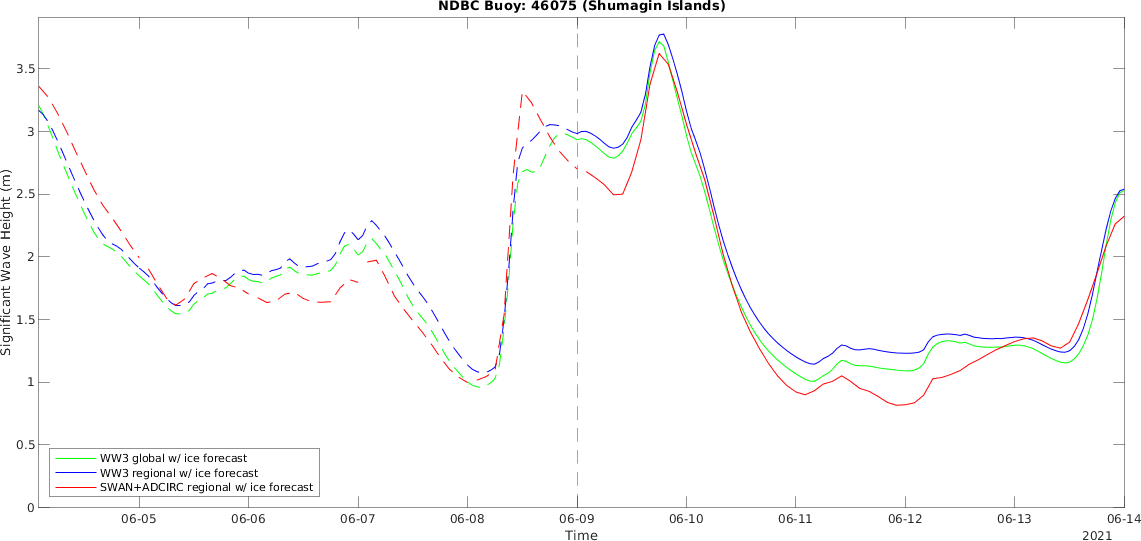 NDBC Buoy: 46075 (Shumagin Islands)
Significant Wave Height (m)
3.5
3
2.5
2
1.5
1
0.5
0
WW3 global w/ ice forecast
WW3 regional w/ ice forecast
SWAN+ADCIRC regional w/ ice forecast
06-05 06-06 06-07 06-08 06-09 06-10 06-11 06-12 06-13 06-14
Time
2021